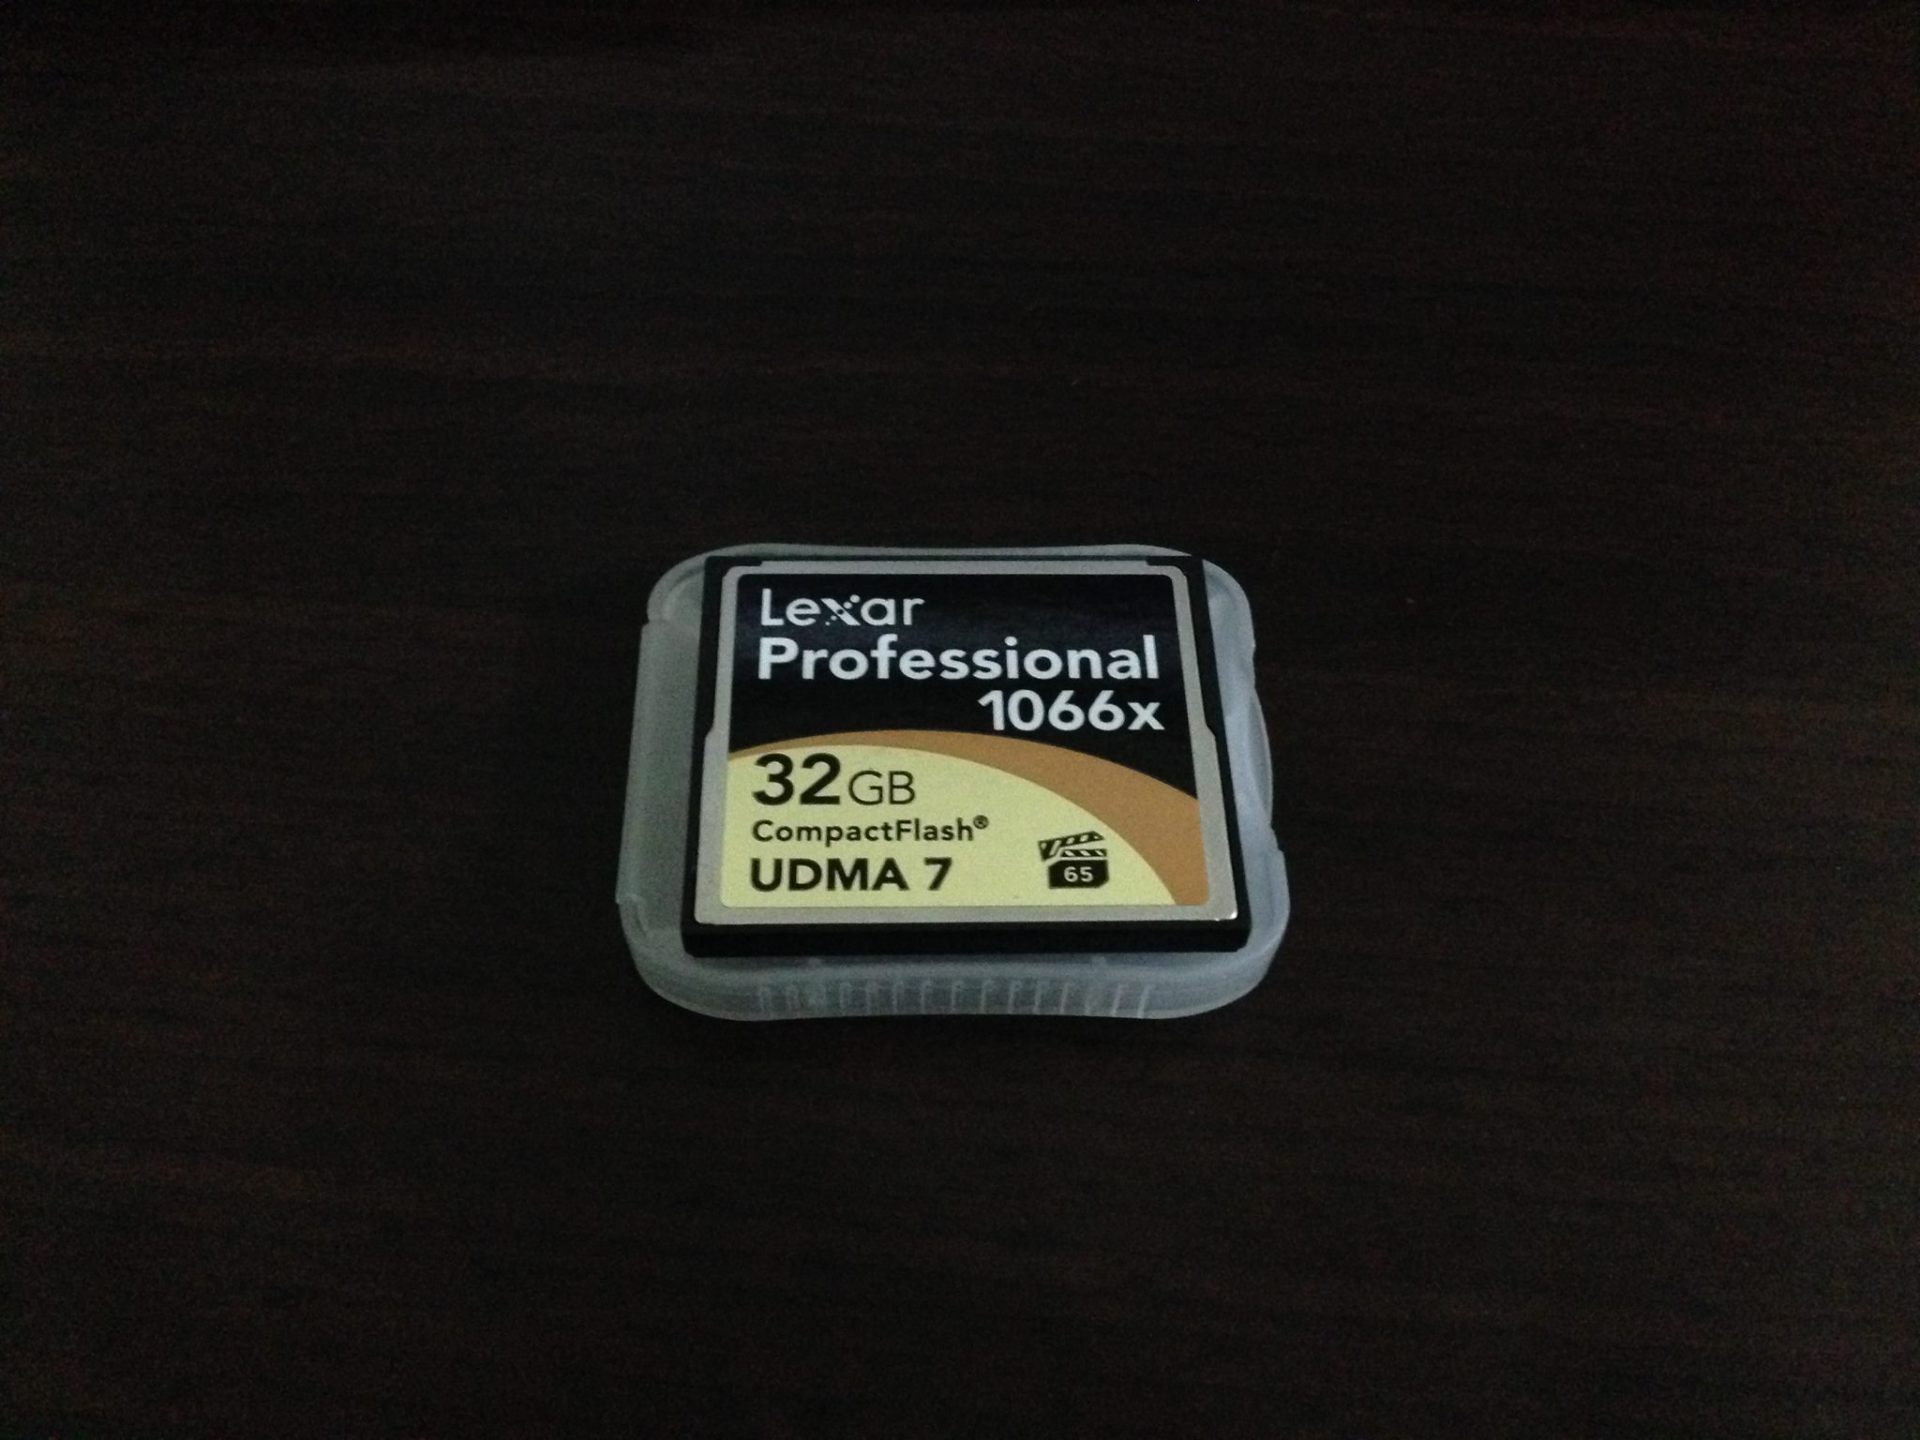 Lexar
Professional
1066x
32GB
CompactFlash®
UDMA 7
65